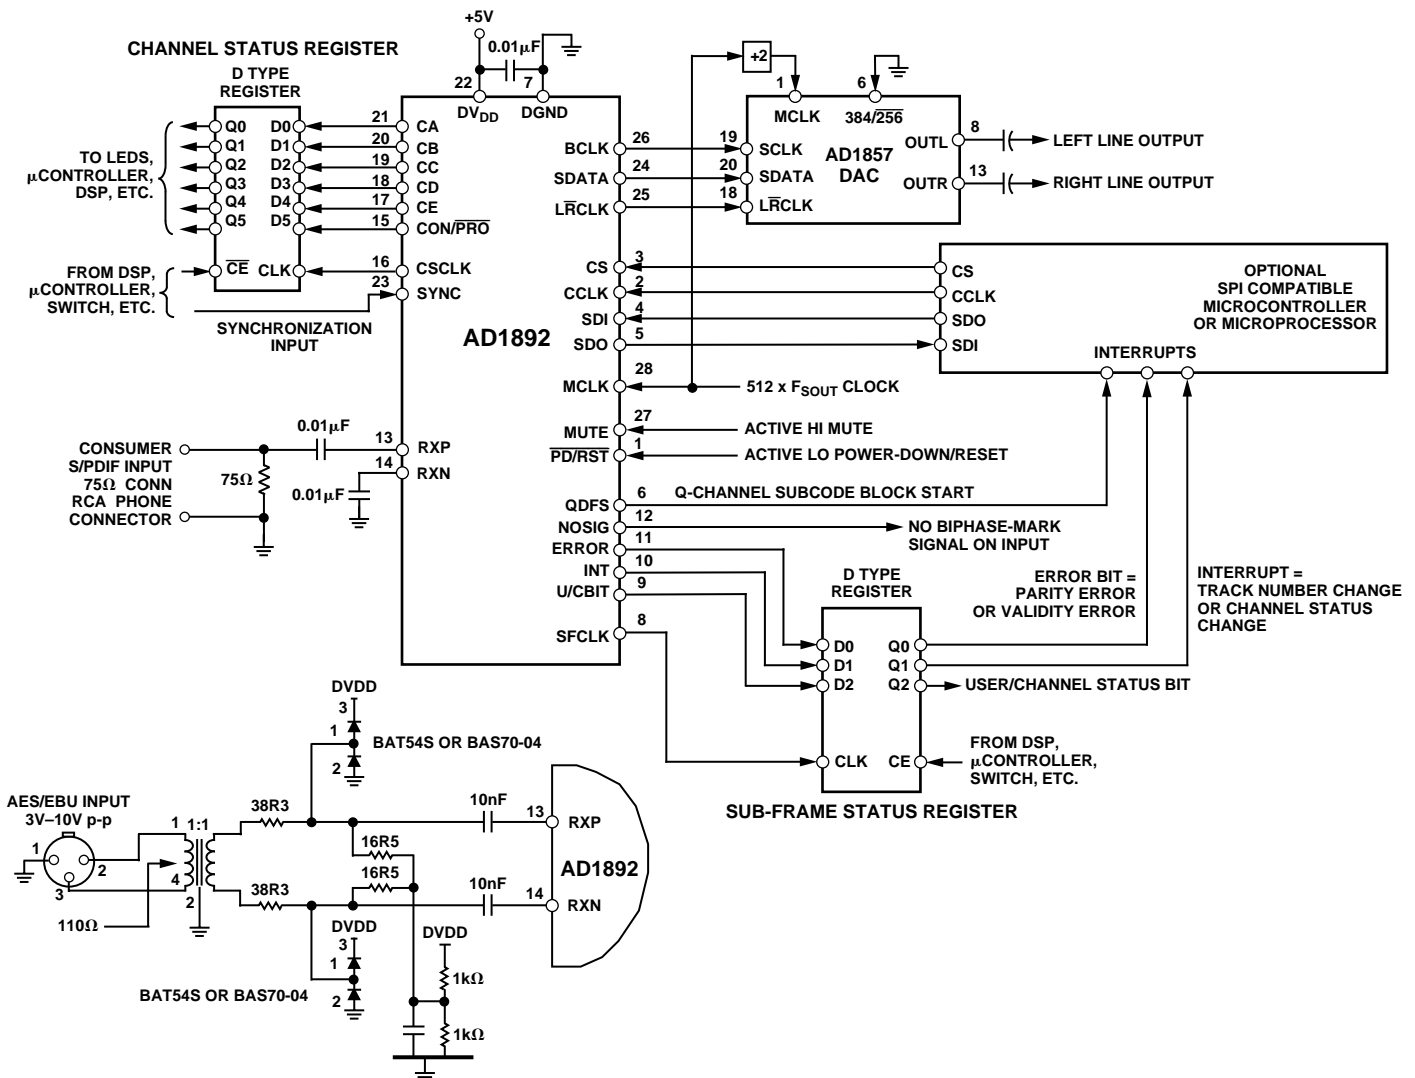 +5V
CHANNEL STATUS REGISTER
0.01μF
D TYPE
REGISTER
22
7
DVDD
DGND
Q0
D0
21
CA
Q1
D1
20
CB
Q2
D2
19
CC
Q3
D3
18
CD
Q4
D4
17
CE
Q5
D5
15
CON/PRO
TO LEDS,
μCONTROLLER,
DSP, ETC.
CE
CLK
16
CSCLK
23
SYNC
FROM DSP,
μCONTROLLER,
SWITCH, ETC.
SYNCHRONIZATION
INPUT
AD1892
BCLK
26
SDATA
24
LRCLK
25
CS
3
CCLK
2
SDI
4
SDO
5
MCLK
28
512 x FSOUT CLOCK
MUTE
27
ACTIVE HI MUTE
PD/RST
1
ACTIVE LO POWER-DOWN/RESET
QDFS
6
Q-CHANNEL SUBCODE BLOCK START
NOSIG
12
NO BIPHASE-MARK
SIGNAL ON INPUT
ERROR
11
INT
10
U/CBIT
9
SFCLK
8
+2
1
6
MCLK
384/256
19
SCLK
20
SDATA
18
LRCLK
AD1857
DAC
OUTL
8
LEFT LINE OUTPUT
OUTR
13
RIGHT LINE OUTPUT
CS
CCLK
SDO
SDI
OPTIONAL
SPI COMPATIBLE
MICROCONTROLLER
OR MICROPROCESSOR
INTERRUPTS
CONSUMER
S/PDIF INPUT
75Ω CONN
RCA PHONE
CONNECTOR
75Ω
0.01μF
13
RXP
14
RXN
0.01μF
D TYPE
REGISTER
ERROR BIT =
PARITY ERROR
OR VALIDITY ERROR
INTERRUPT =
TRACK NUMBER CHANGE
OR CHANNEL STATUS
CHANGE
D0
Q0
D1
Q1
D2
Q2
USER/CHANNEL STATUS BIT
CLK
CE
FROM DSP,
μCONTROLLER,
SWITCH, ETC.
SUB-FRAME STATUS REGISTER
DVDD
3
1
2
BAT54S OR BAS70-04
AES/EBU INPUT
3V–10V p-p
1
2
3
1
1:1
4
2
110Ω
38R3
38R3
16R5
16R5
10nF
10nF
13
RXP
14
RXN
AD1892
DVDD
3
1
2
BAT54S OR BAS70-04
DVDD
1kΩ
1kΩ